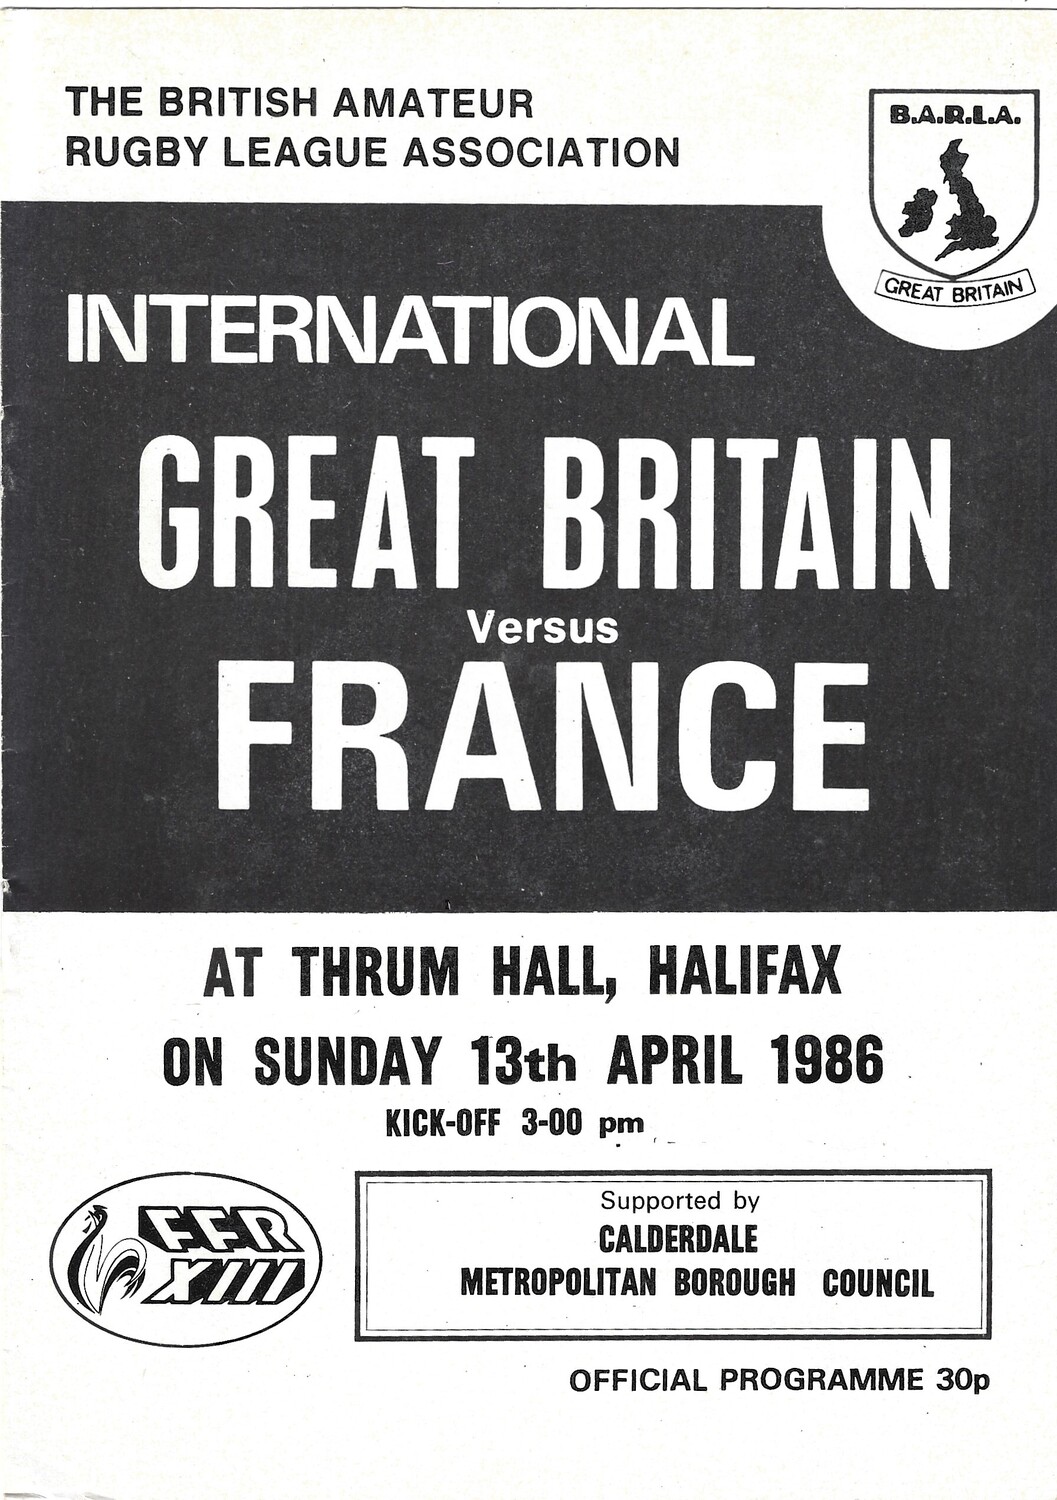 THE BRITISH AMATEUR
RUGBY LEAGUE ASSOCIATION
B.A.R.L.A.
GREAT BRITAIN
INTERNATIONAL
GREAT BRITAIN
Versus
FRANCE
AT THRUM HALL, HALIFAX
ON SUNDAY 13th APRIL 1986
KICK-OFF 3-00 pm
FFR
XIII
Supported by
CALDERDALE
METROPOLITAN BOROUGH COUNCIL
OFFICIAL PROGRAMME 30p